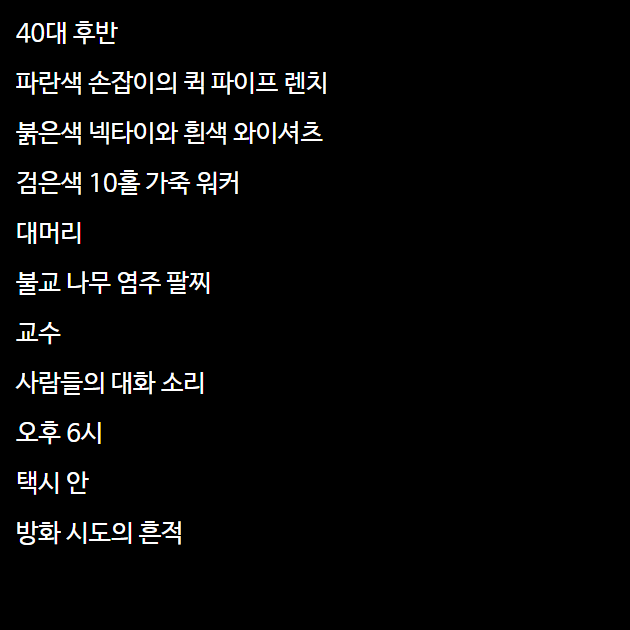 40대 후반
파란색 손잡이의 퀵 파이프 렌치
붉은색 넥타이와 흰색 와이셔츠
검은색 10홀 가죽 워커
대머리
불교 나무 염주 팔찌
교수
사람들의 대화 소리
오후 6시
택시 안
방화 시도의 흔적